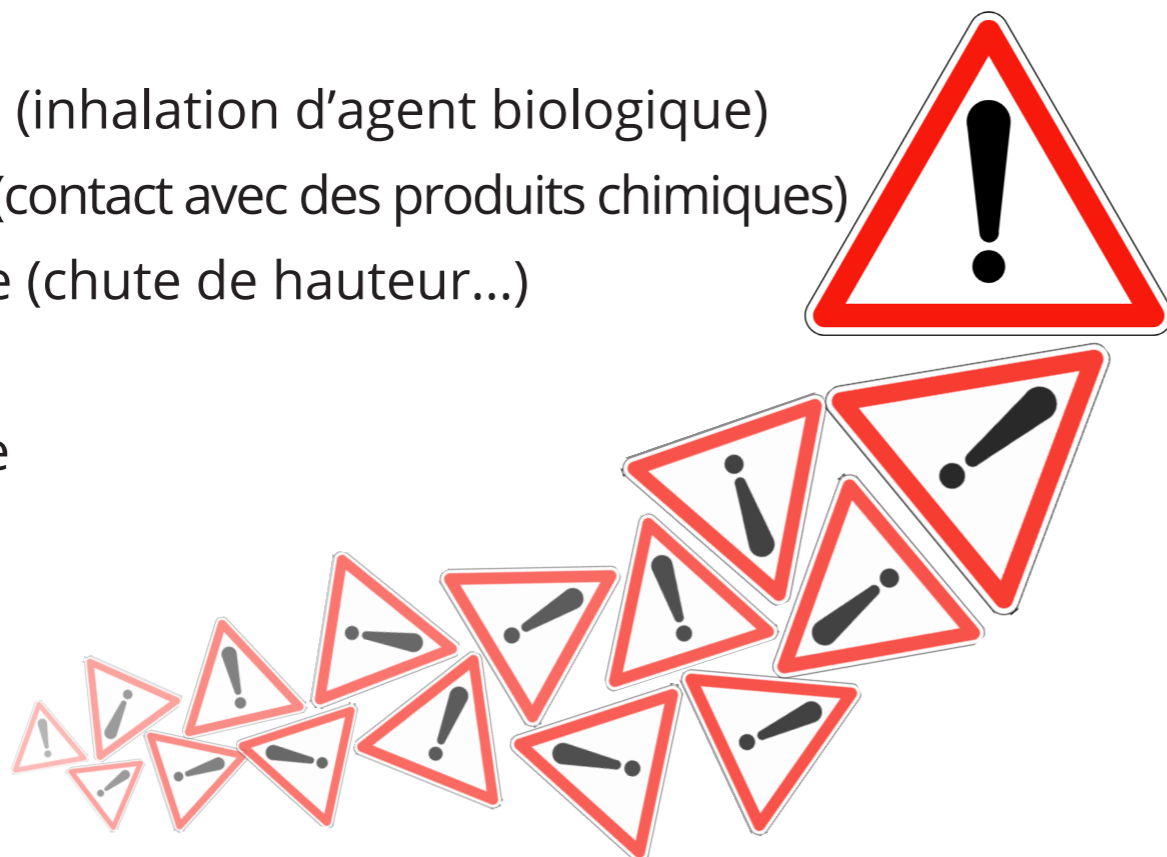 (inhalation d’agent biologique)
(contact avec des produits chimiques)
e (chute de hauteur...)
e